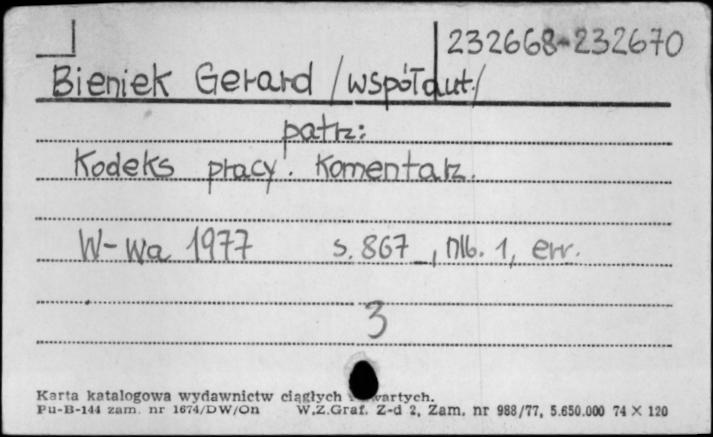 232668-232670
Bieniek Gerard /współaut./
patrz:
Kodeks pracy. Komentarz.
W-wa 1977 s. 867, nlb. 1, err.
3
Karta katalogowa wydawnictw ciągłych wartych.
Pu-B-144 zam. nr 1674/DW/On W.Z.Graf. Z-d 2, Zam. nr 988/77, 5.650.000 74 × 120